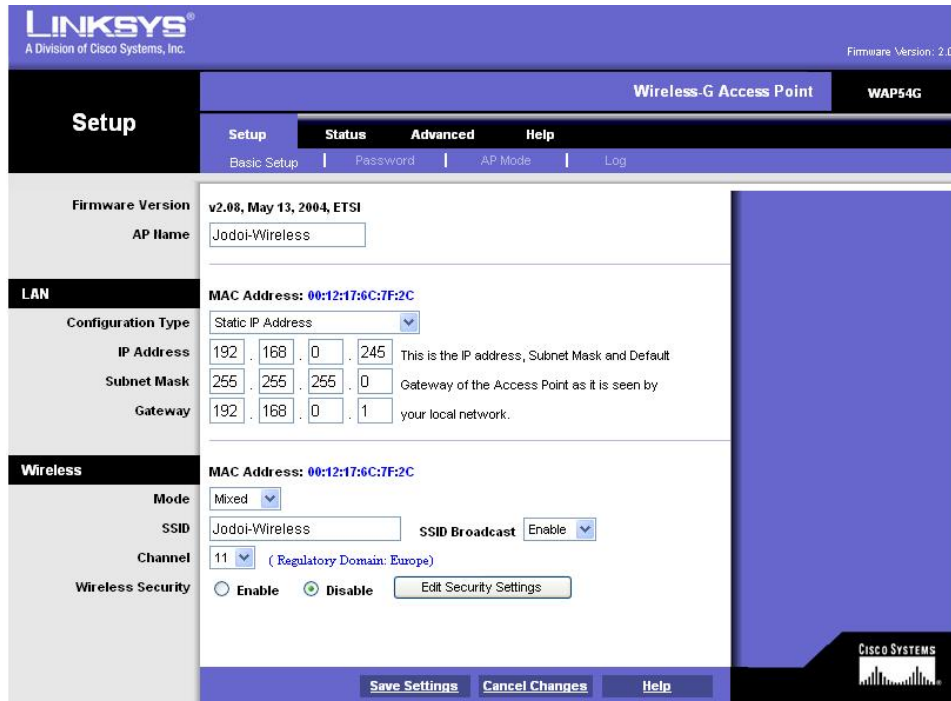 LINKSYS®
A Division of Cisco Systems, Inc.
Firmware Version: 2.0
Wireless-G Access Point WAP54G
Setup
Setup Status Advanced Help
Basic Setup | Password | AP Mode | Log
Firmware Version v2.08, May 13, 2004, ETSI
AP Name Jodoi-Wireless
LAN MAC Address: 00:12:17:6C:7F:2C
Configuration Type Static IP Address
IP Address 192 . 168 . 0 . 245 This is the IP address, Subnet Mask and Default
Subnet Mask 255 . 255 . 255 . 0 Gateway of the Access Point as it is seen by
Gateway 192 . 168 . 0 . 1 your local network.
Wireless MAC Address: 00:12:17:6C:7F:2C
Mode Mixed
SSID Jodoi-Wireless SSID Broadcast Enable
Channel 11 ( Regulatory Domain: Europe)
Wireless Security Enable Disable Edit Security Settings
CISCO SYSTEMS
Save Settings Cancel Changes Help